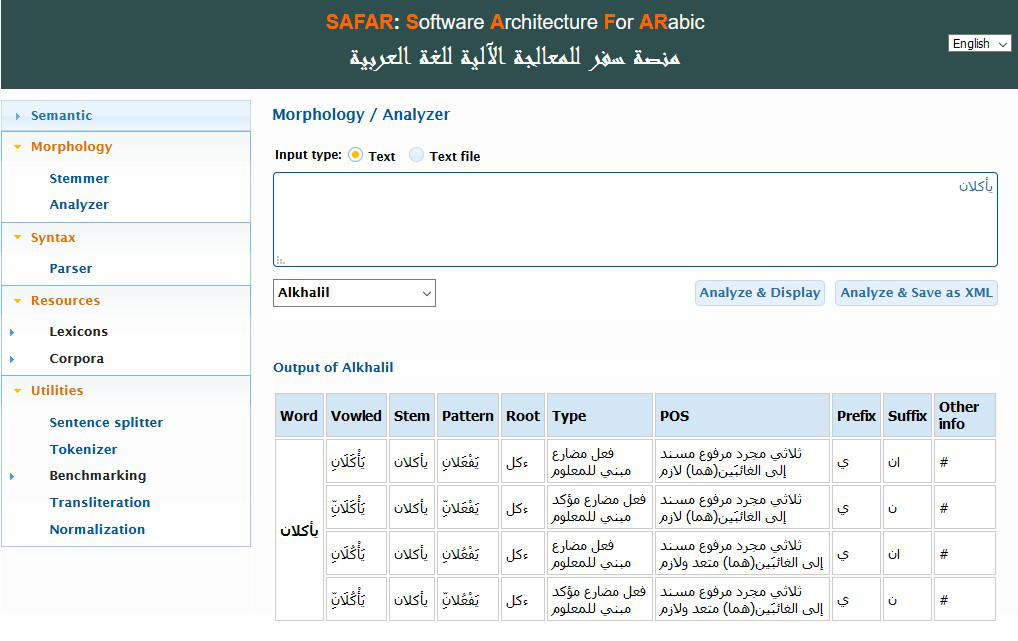 SAFAR: Software Architecture For ARabic
منصة سفر للمعالجة الآلية للغة العربية
English
Semantic
Morphology
Stemmer
Analyzer
Syntax
Parser
Resources
Lexicons
Corpora
Utilities
Sentence splitter
Tokenizer
Benchmarking
Transliteration
Normalization
Morphology / Analyzer
Input type: Text Text file
يأكلان
Alkhalil
Analyze & Display Analyze & Save as XML
Output of Alkhalil
Word Vowled Stem Pattern Root Type POS Prefix Suffix Other info
يأكلان
يَأْكَلَانِ يأكلان يَفْعَلانِ ءكل
فعل مضارع
مبني للمعلوم
ثلاثي مجرد مرفوع مسند
إلى الغائبَين(هما) لازم
ي ان #
يَأْكَلَانِّ يأكلان يَفْعَلانِّ ءكل
فعل مضارع مؤكد
مبني للمعلوم
ثلاثي مجرد مرفوع مسند
إلى الغائبَين(هما) لازم
ي ن #
يَأْكُلَانِ يأكلان يَفْعُلانِ ءكل
فعل مضارع
مبني للمعلوم
ثلاثي مجرد مرفوع مسند
إلى الغائبَين(هما) متعد ولازم
ي ان #
يَأْكُلَانِّ يأكلان يَفْعُلانِّ ءكل
فعل مضارع مؤكد
مبني للمعلوم
ثلاثي مجرد مرفوع مسند
إلى الغائبَين(هما) متعد ولازم
ي ن #